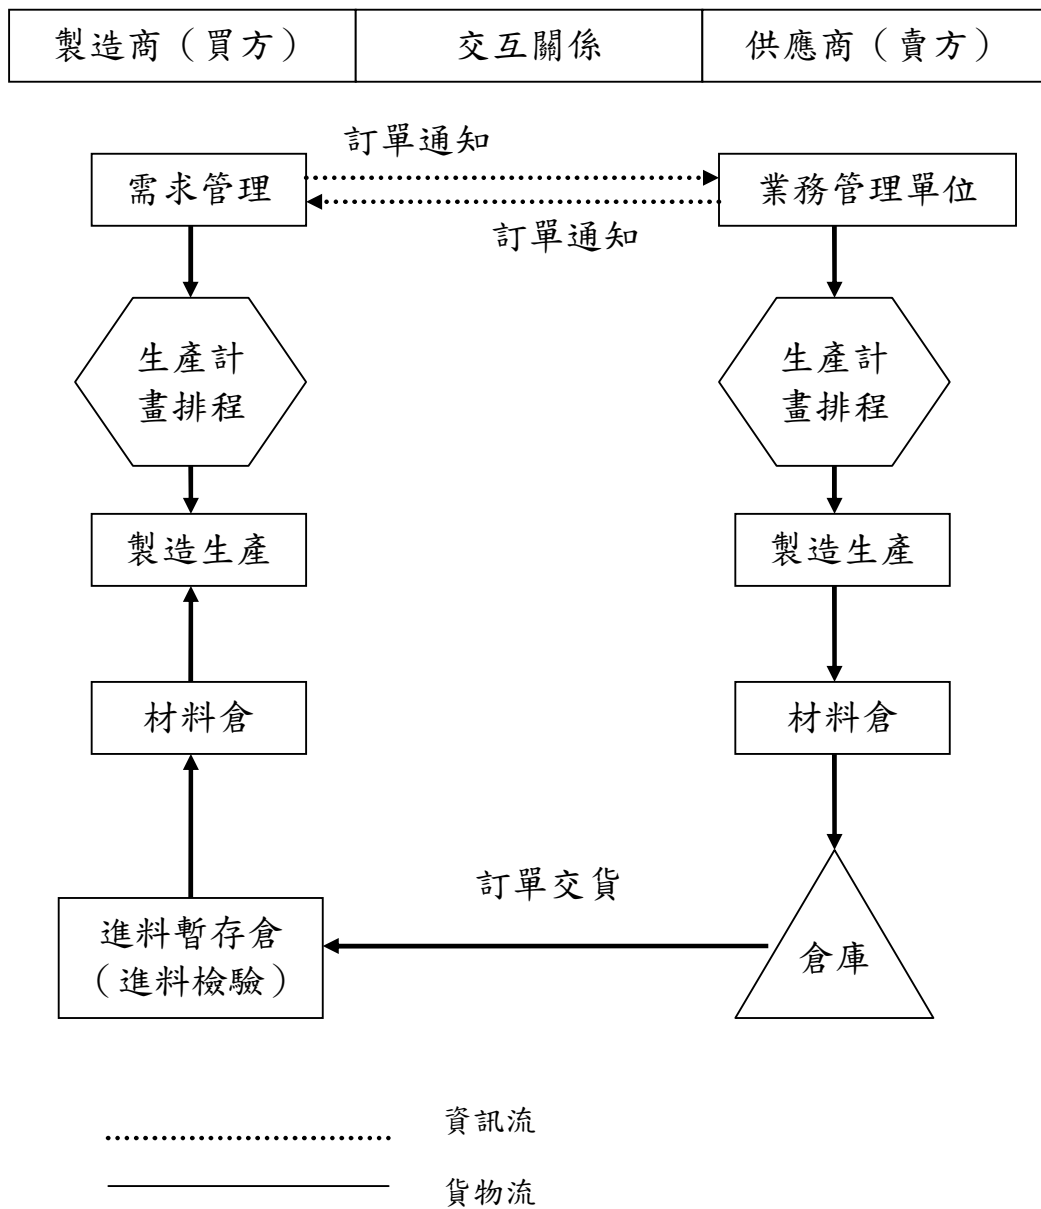 製造商（買方）
交互關係
供應商（賣方）
訂單通知
需求管理
業務管理單位
訂單通知
生產計
畫排程
生產計
畫排程
製造生產
製造生產
材料倉
材料倉
訂單交貨
進料暫存倉
（進料檢驗）
倉庫
資訊流
貨物流